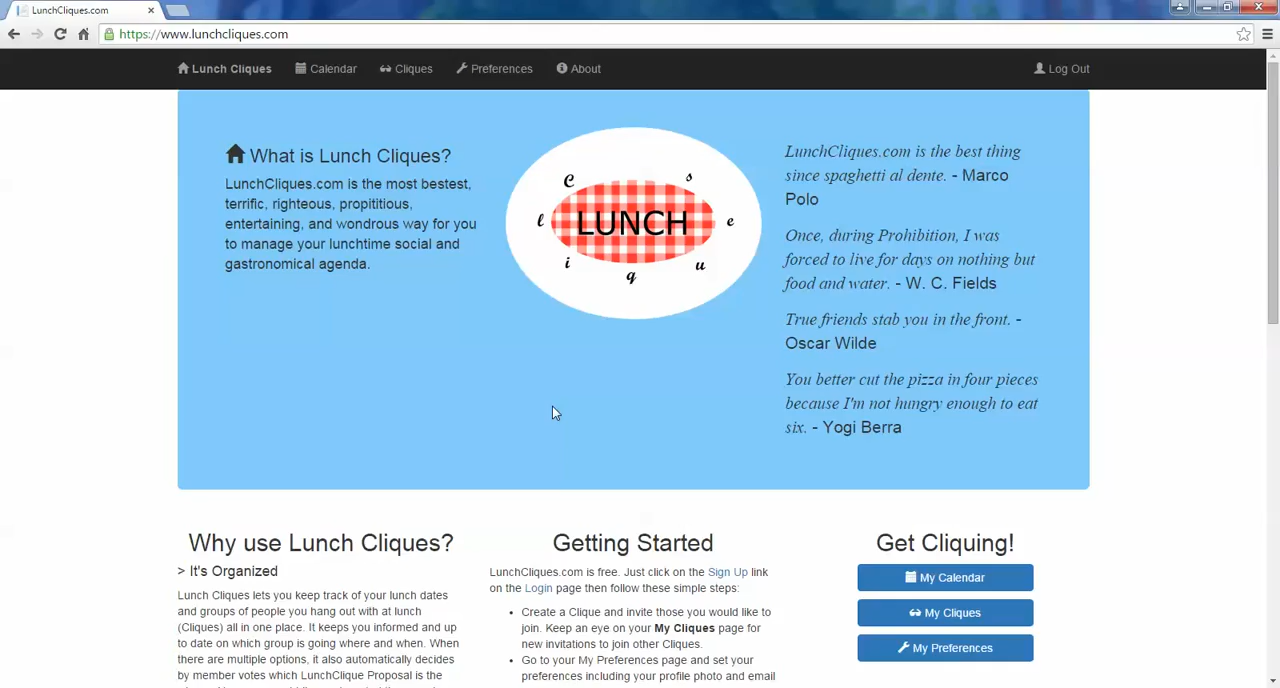 LunchCliques.com
https://www.lunchcliques.com
Lunch Cliques Calendar Cliques Preferences About Log Out
What is Lunch Cliques?
LunchCliques.com is the most bestest,
terrific, righteous, propititious,
entertaining, and wondrous way for you
to manage your lunchtime social and
gastronomical agenda.
LUNCH
C l i q u e s
LunchCliques.com is the best thing
since spaghetti al dente. - Marco
Polo
Once, during Prohibition, I was
forced to live for days on nothing but
food and water. - W. C. Fields
True friends stab you in the front. -
Oscar Wilde
You better cut the pizza in four pieces
because I'm not hungry enough to eat
six. - Yogi Berra
Why use Lunch Cliques?
> It's Organized
Lunch Cliques lets you keep track of your lunch dates
and groups of people you hang out with at lunch
(Cliques) all in one place. It keeps you informed and up
to date on which group is going where and when. When
there are multiple options, it also automatically decides
by member votes which LunchClique Proposal is the
Getting Started
LunchCliques.com is free. Just click on the Sign Up link
on the Login page then follow these simple steps:
• Create a Clique and invite those you would like to
join. Keep an eye on your My Cliques page for
new invitations to join other Cliques.
• Go to your My Preferences page and set your
preferences including your profile photo and email
Get Cliquing!
My Calendar
My Cliques
My Preferences